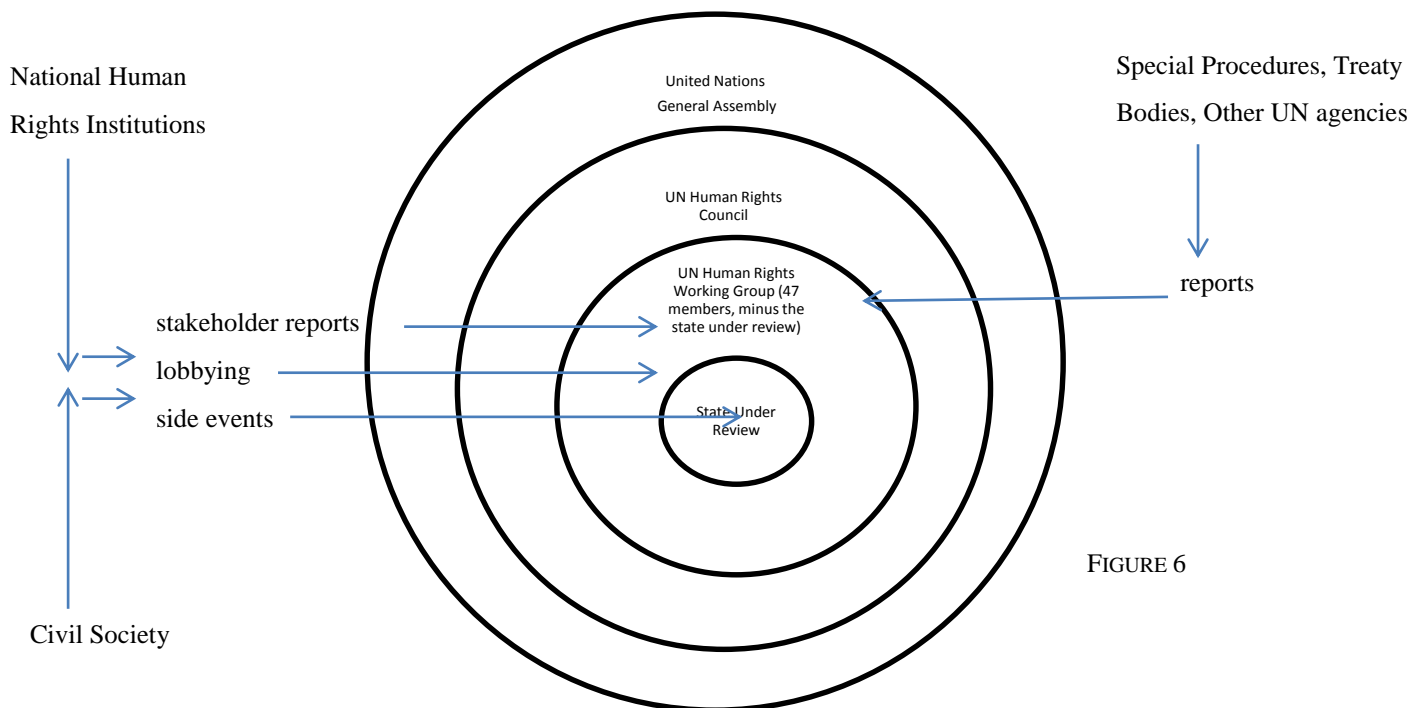 National Human
Rights Institutions
United Nations
General Assembly
Special Procedures, Treaty
Bodies, Other UN agencies
UN Human Rights
Council
UN Human Rights
Working Group (47
members, minus the
state under review)
reports
stakeholder reports
lobbying
side events
State Under
Review
FIGURE 6
Civil Society